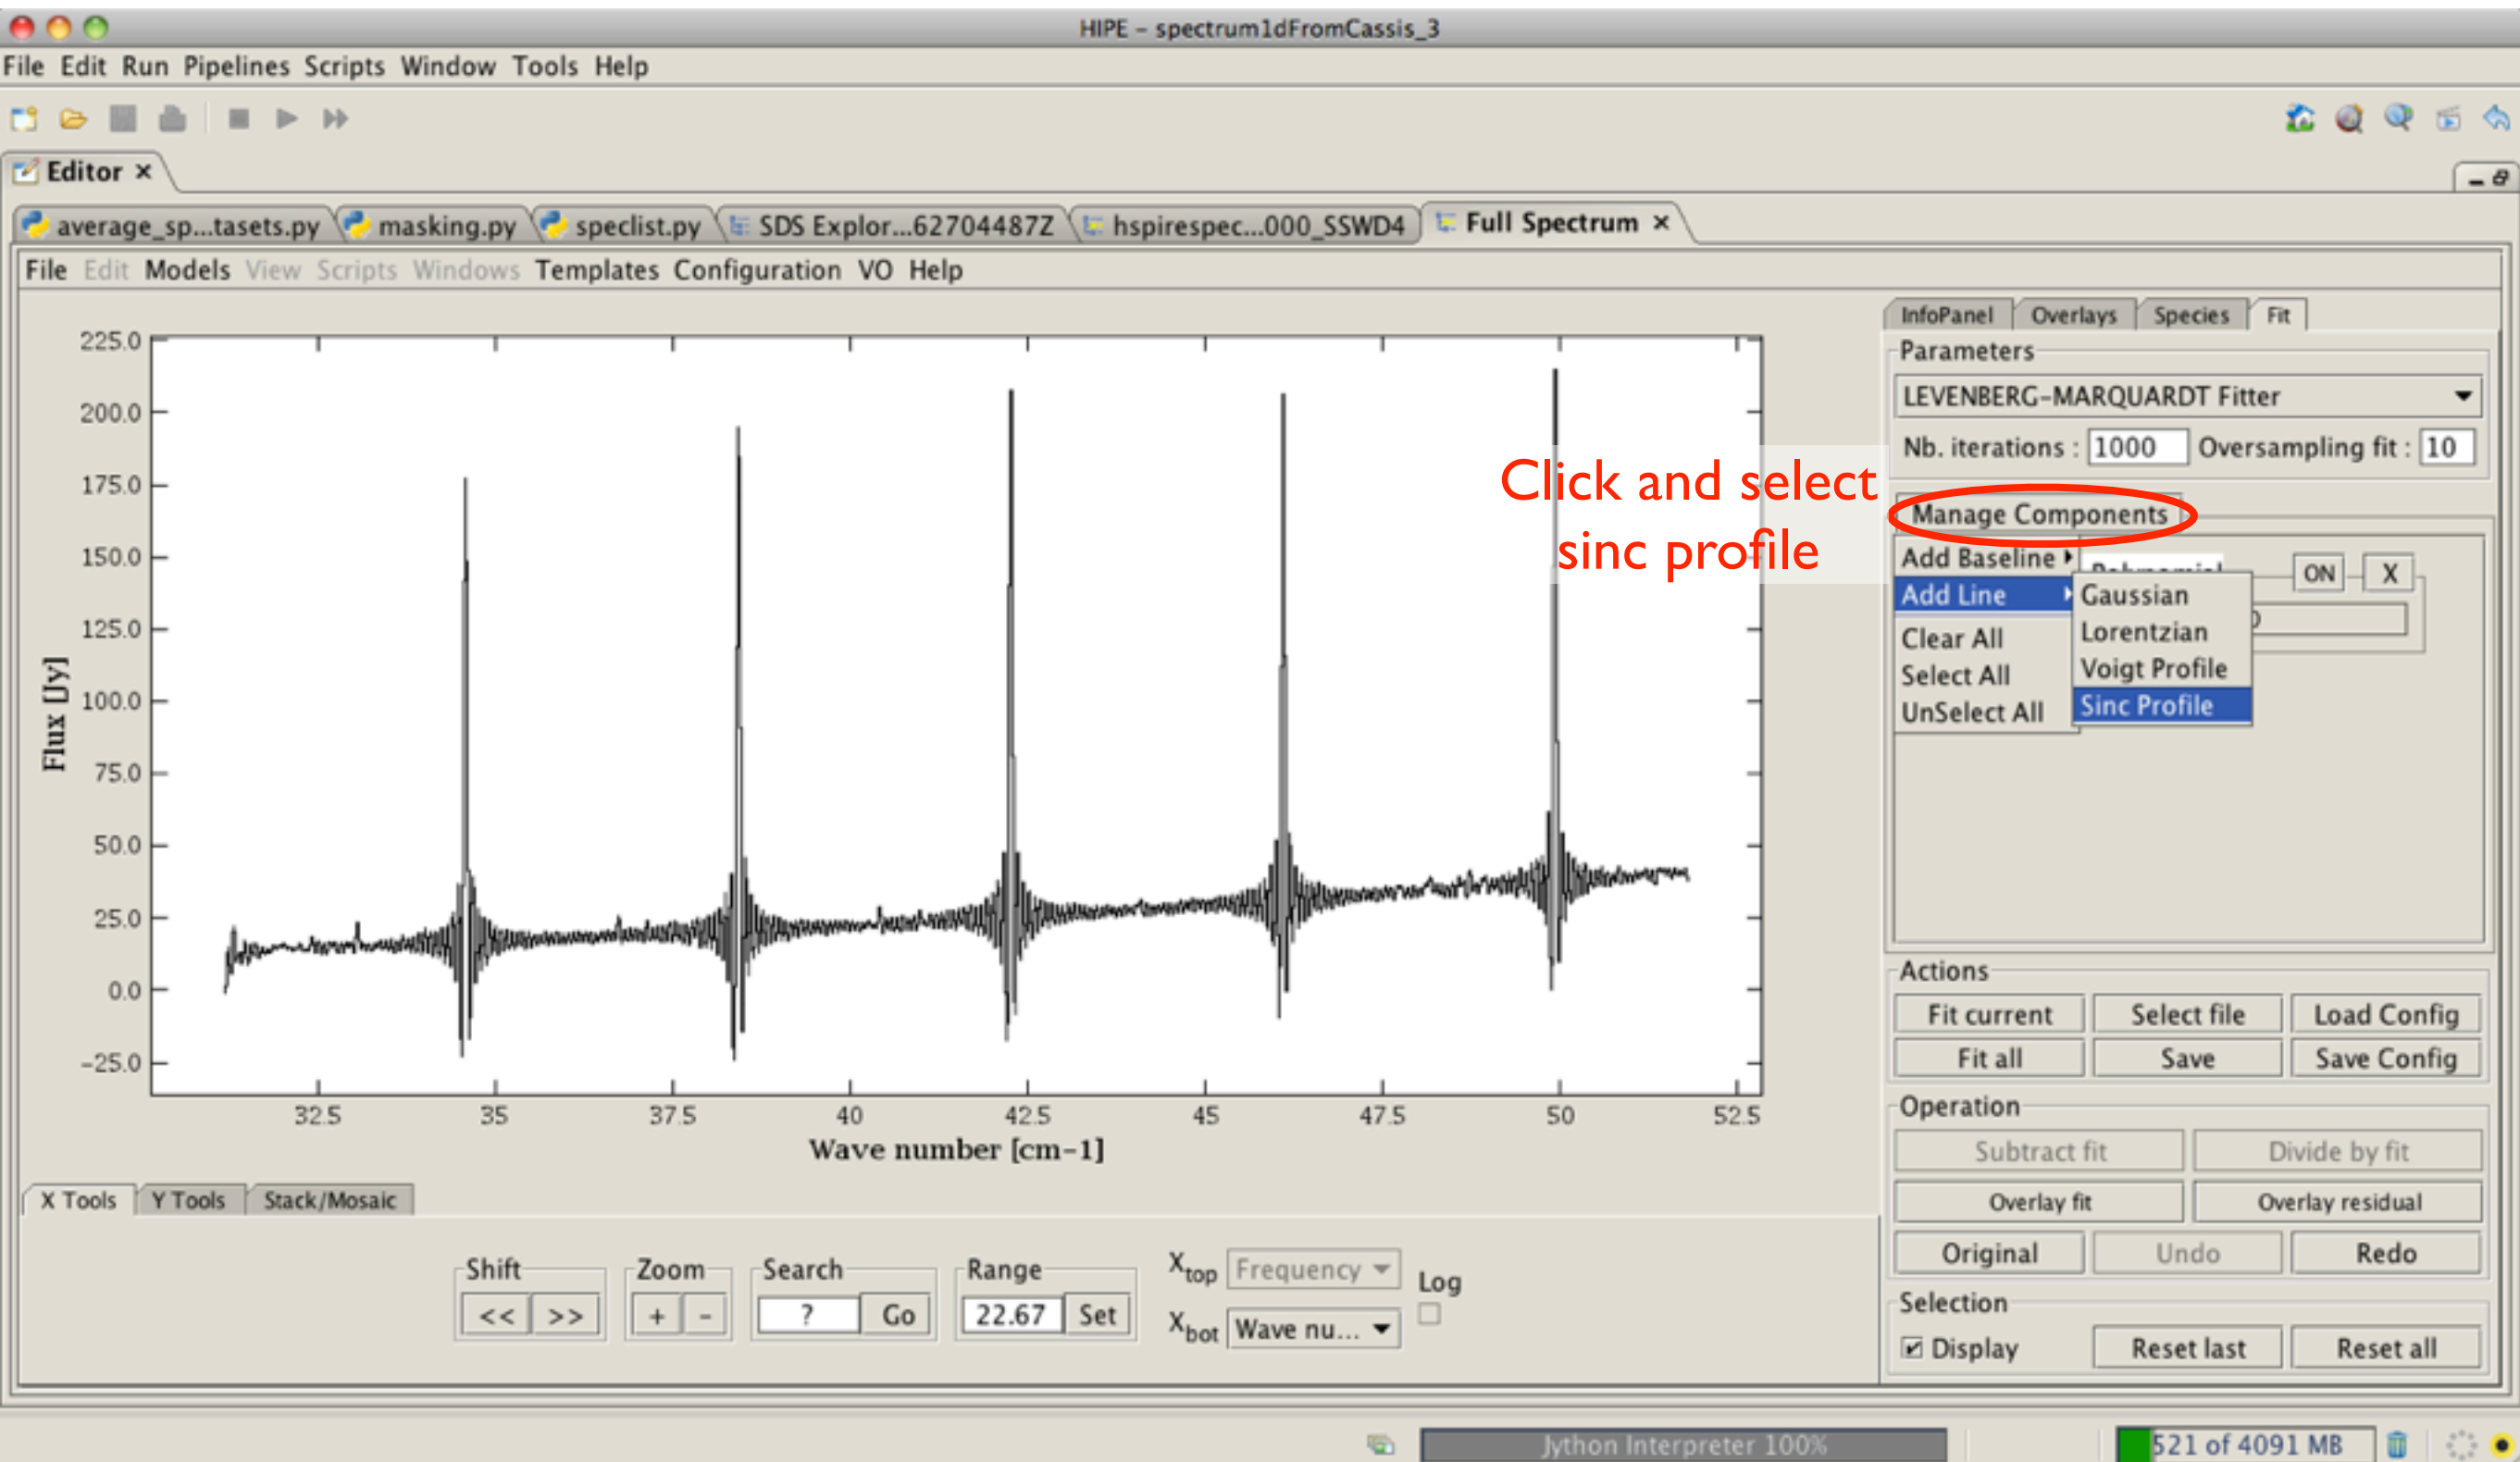 HIPE – spectrum1dFromCassis_3
File Edit Run Pipelines Scripts Window Tools Help
Editor ×
average_sp...tasets.py masking.py speclist.py SDS Explor...62704487Z hspirespec...000_SSWD4 Full Spectrum ×
File Edit Models View Scripts Windows Templates Configuration VO Help
InfoPanel Overlays Species Fit
Parameters
LEVENBERG-MARQUARDT Fitter
Nb. iterations : 1000 Oversampling fit : 10
Click and select
sinc profile
Manage Components
Add Baseline
ON X
Add Line
Gaussian
Clear All
Lorentzian
Select All
Voigt Profile
UnSelect All
Sinc Profile
225.0
200.0
175.0
150.0
125.0
100.0
75.0
50.0
25.0
0.0
-25.0
Flux [Jy]
32.5 35 37.5 40 42.5 45 47.5 50 52.5
Wave number [cm-1]
Actions
Fit current Select file Load Config
Fit all Save Save Config
Operation
Subtract fit Divide by fit
Overlay fit Overlay residual
Original Undo Redo
Selection
Display Reset last Reset all
X Tools Y Tools Stack/Mosaic
Shift Zoom Search Range
<< >> + - ? Go 22.67 Set
Xtop Frequency
Xbot Wave nu...
Log
Jython Interpreter 100%
521 of 4091 MB